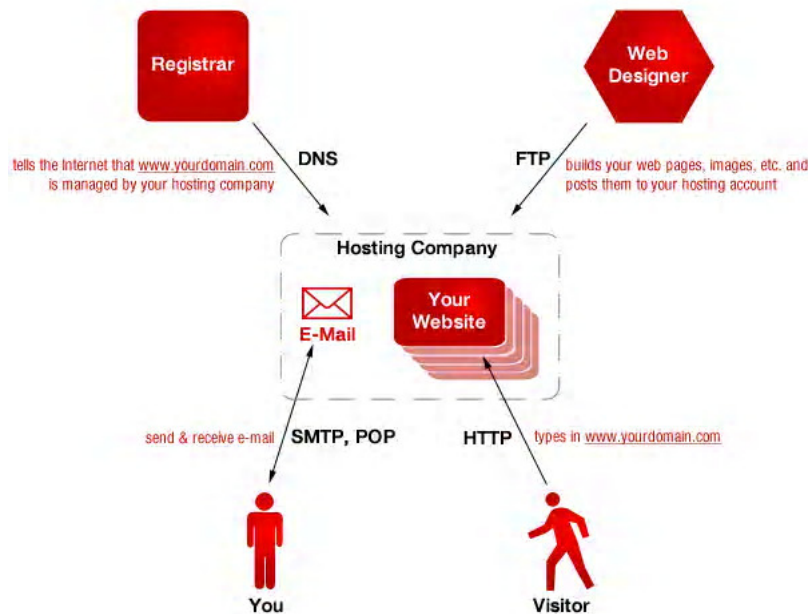 Registrar
Web
Designer
DNS
FTP
tells the Internet that www.yourdomain.com
is managed by your hosting company
builds your web pages, images, etc. and
posts them to your hosting account
Hosting Company
E-Mail
Your
Website
send & receive e-mail
SMTP, POP
HTTP
types in www.yourdomain.com
You
Visitor